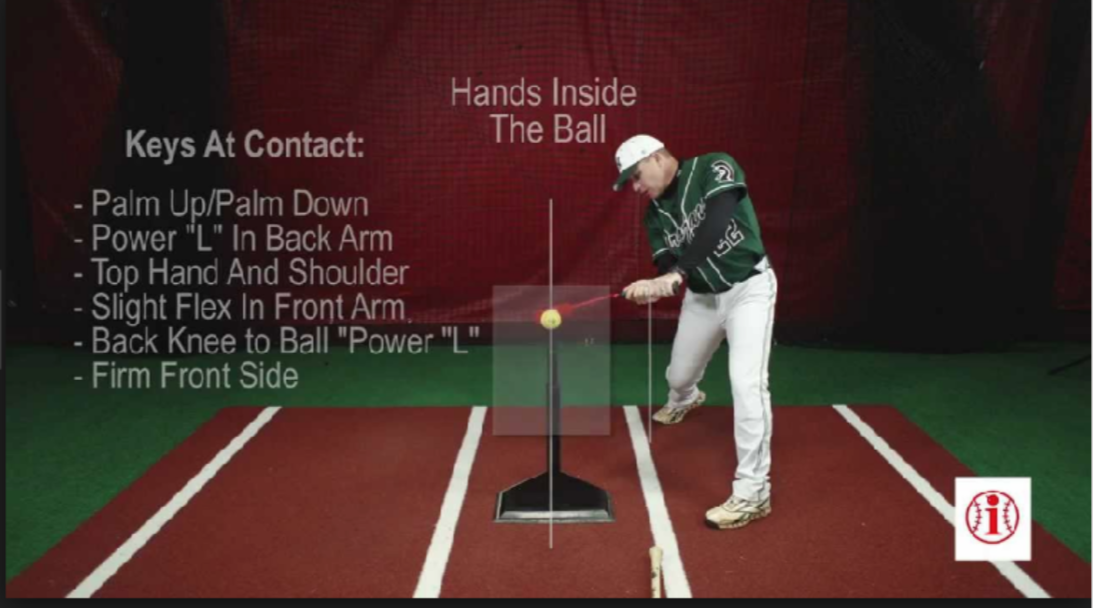 Hands Inside
The Ball
Keys At Contact:
- Palm Up/Palm Down
- Power "L" In Back Arm
- Top Hand And Shoulder
- Slight Flex In Front Arm
- Back Knee to Ball "Power "L"
- Firm Front Side
52
i